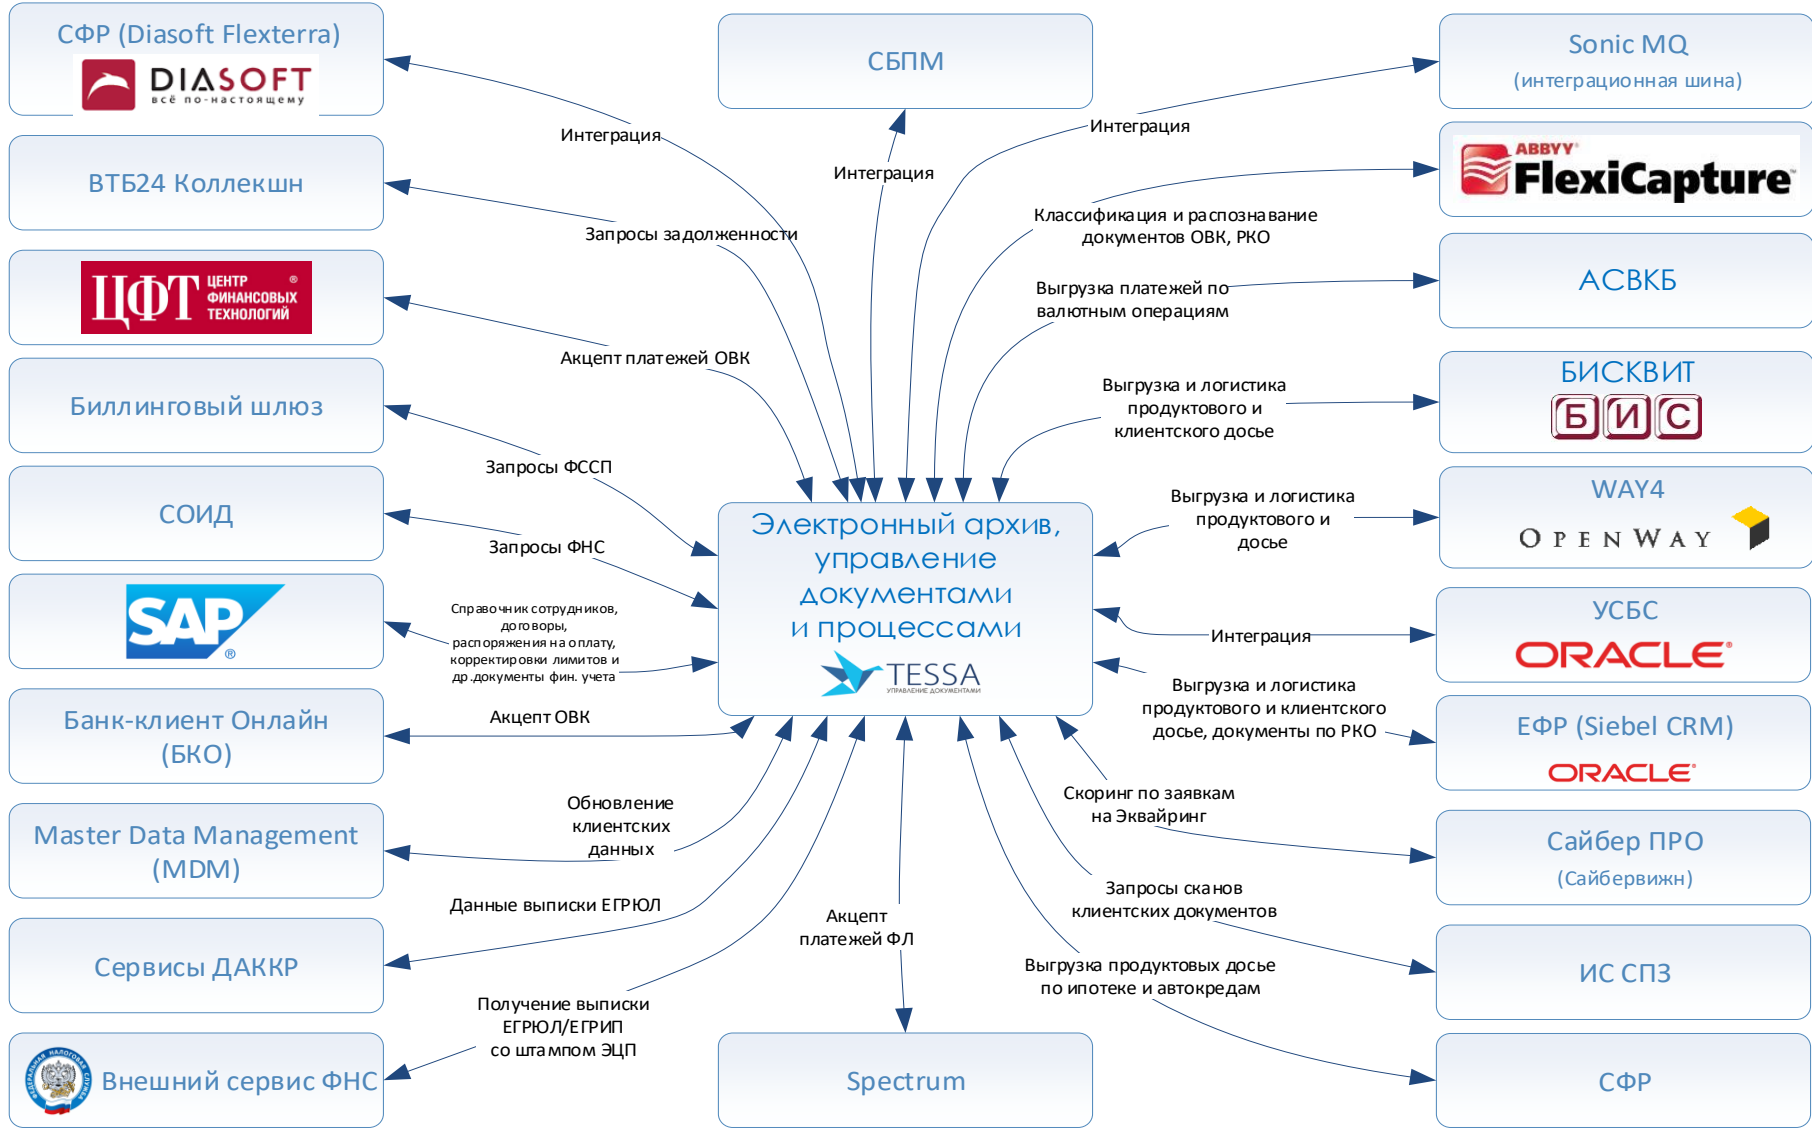 СФР (Diasoft Flexterra)
DIASOFT
всё по-настоящему
ВТБ24 Коллекшн
ЦФТ
ЦЕНТР ®
ФИНАНСОВЫХ
ТЕХНОЛОГИЙ
Биллинговый шлюз
СОИД
SAP ®
Банк-клиент Онлайн
(БКО)
Master Data Management
(MDM)
Сервисы ДАККР
ФЕДЕРАЛЬНАЯ НАЛОГОВАЯ СЛУЖБА
Внешний сервис ФНС
СБПМ
Интеграция
Интеграция
Интеграция
Запросы задолженности
Акцепт платежей ОВК
Запросы ФССП
Запросы ФНС
Справочник сотрудников,
договоры,
распоряжения на оплату,
корректировки лимитов и
др.документы фин. учета
Акцепт ОВК
Обновление
клиентских
данных
Данные выписки ЕГРЮЛ
Получение выписки
ЕГРЮЛ/ЕГРИП
со штампом ЭЦП
Электронный архив,
управление
документами
и процессами
TESSA
УПРАВЛЕНИЕ ДОКУМЕНТАМИ
Акцепт
платежей ФЛ
Spectrum
Классификация и распознавание
документов ОВК, РКО
Выгрузка платежей по
валютным операциям
Выгрузка и логистика
продуктового и
клиентского досье
Выгрузка и логистика
продуктового и
досье
Интеграция
Выгрузка и логистика
продуктового и клиентского
досье, документы по РКО
Скоринг по заявкам
на Эквайринг
Запросы сканов
клиентских документов
Выгрузка продуктовых досье
по ипотеке и автокредам
Sonic MQ
(интеграционная шина)
ABBYY®
FlexiCapture™
АСВКБ
БИСКВИТ
БИС
WAY4
OPENWAY
УСБС
ORACLE®
ЕФР (Siebel CRM)
ORACLE®
Сайбер ПРО
(Сайбервижн)
ИС СПЗ
СФР